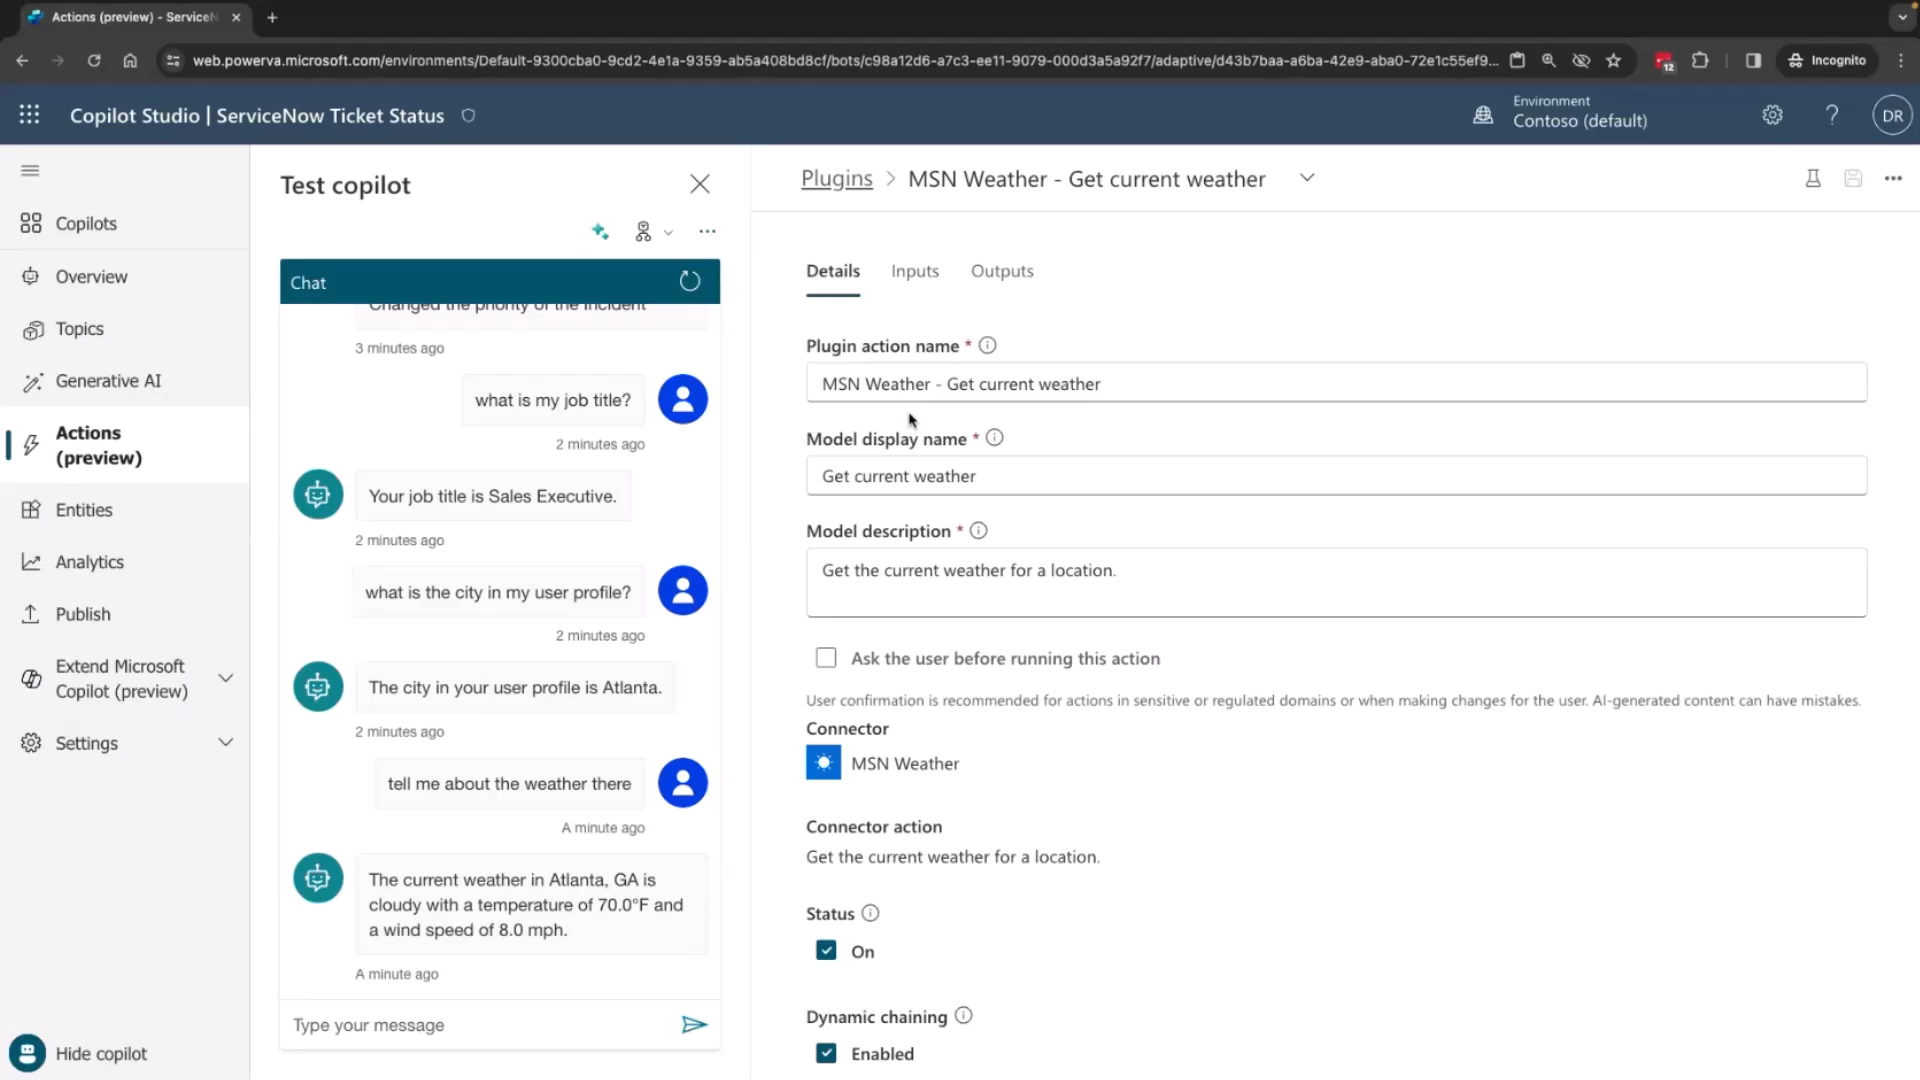 Actions (preview) - ServiceN
web.powerva.microsoft.com/environments/Default-9300cba0-9cd2-4e1a-9359-ab5a408bd8cf/bots/c98a12d6-a7c3-ee11-9079-000d3a5a92f7/adaptive/d43b7baa-a6ba-42e9-aba0-72e1c55ef9...
12
Incognito
Copilot Studio | ServiceNow Ticket Status
Environment
Contoso (default)
?
DR
Copilots
Overview
Topics
Generative AI
Actions
(preview)
Entities
Analytics
Publish
Extend Microsoft
Copilot (preview)
Settings
Hide copilot
Test copilot
Chat
Changed the priority of the incident
3 minutes ago
what is my job title?
2 minutes ago
Your job title is Sales Executive.
2 minutes ago
what is the city in my user profile?
2 minutes ago
The city in your user profile is Atlanta.
2 minutes ago
tell me about the weather there
A minute ago
The current weather in Atlanta, GA is
cloudy with a temperature of 70.0°F and
a wind speed of 8.0 mph.
A minute ago
Type your message
Plugins > MSN Weather - Get current weather
Details Inputs Outputs
Plugin action name *
MSN Weather - Get current weather
Model display name *
Get current weather
Model description *
Get the current weather for a location.
Ask the user before running this action
User confirmation is recommended for actions in sensitive or regulated domains or when making changes for the user. AI-generated content can have mistakes.
Connector
MSN Weather
Connector action
Get the current weather for a location.
Status
On
Dynamic chaining
Enabled